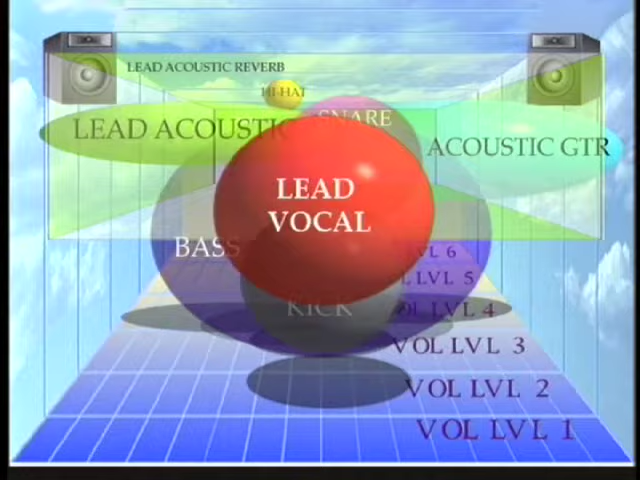 LEAD ACOUSTIC REVERB
HI-HAT
LEAD ACOUSTIC
SNARE
ACOUSTIC GTR
LEAD
VOCAL
BASS
KICK
LVL 6
LVL 5
LVL 4
VOL LVL 3
VOL LVL 2
VOL LVL 1